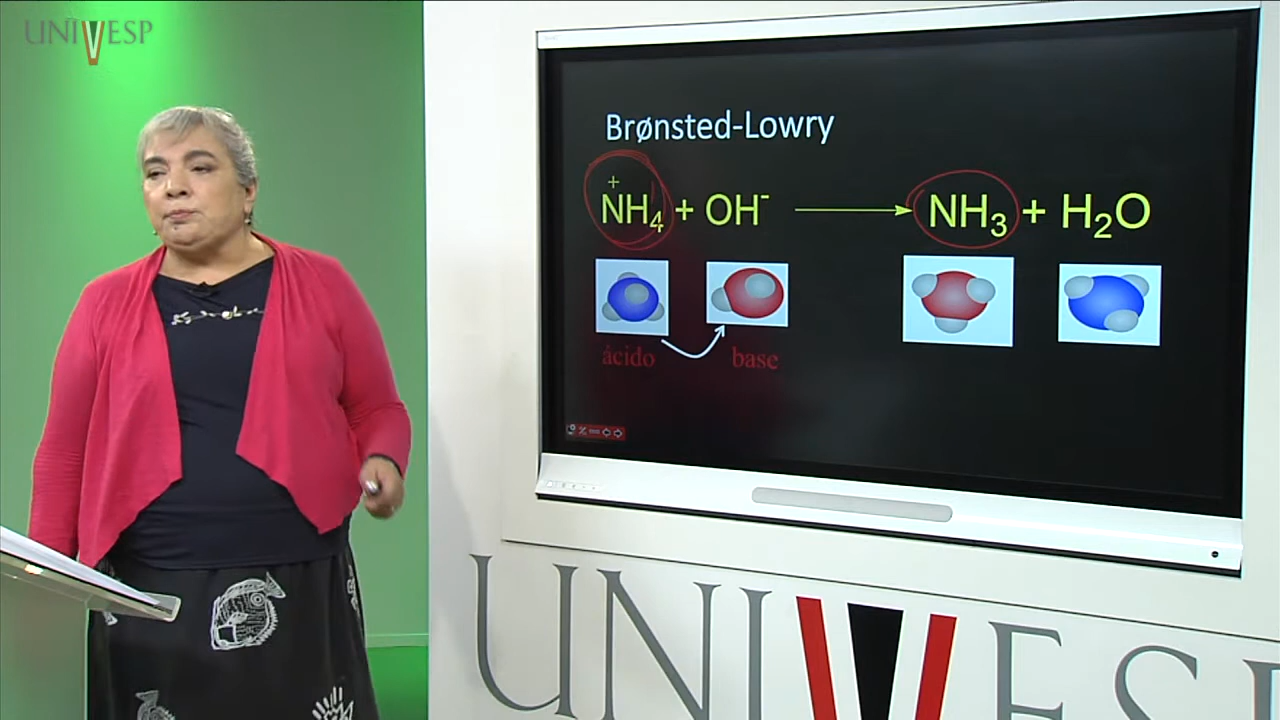 UNIVESP
Brønsted-Lowry
NH₄⁺ + OH⁻ → NH₃ + H₂O
ácido base
UNIVESP